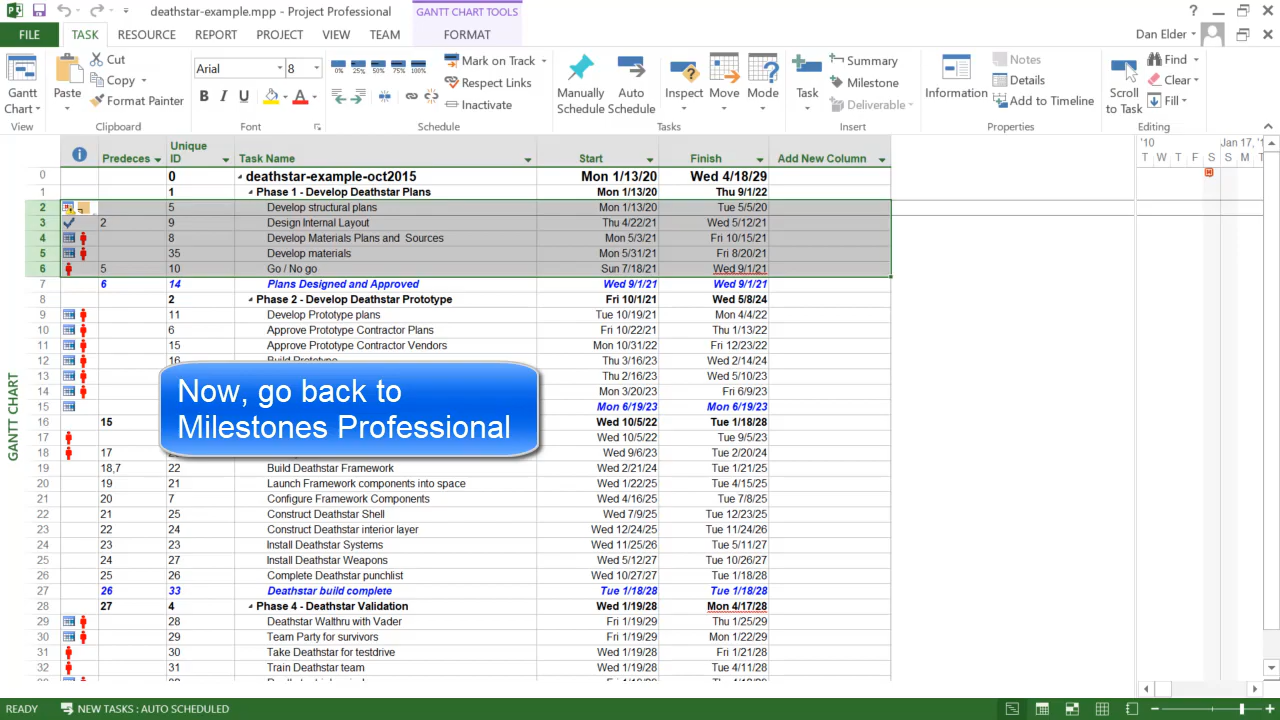 deathstar-example.mpp - Project Professional
GANTT CHART TOOLS
FILE TASK RESOURCE REPORT PROJECT VIEW TEAM FORMAT
Dan Elder
Gantt Chart
View
Paste
Cut
Copy
Format Painter
Clipboard
Arial 8
B I U A
Font
0% 25% 50% 75% 100%
Mark on Track
Respect Links
Inactivate
Schedule
Manually Schedule
Auto Schedule
Inspect
Move
Mode
Tasks
Task
Summary
Milestone
Deliverable
Insert
Information
Notes
Details
Add to Timeline
Properties
Scroll to Task
Find
Clear
Fill
Editing
Predeces Unique ID Task Name Start Finish Add New Column
'10 Jan 17, '
T W T F S S M T
0 0 deathstar-example-oct2015 Mon 1/13/20 Wed 4/18/29
1 1 Phase 1 - Develop Deathstar Plans Mon 1/13/20 Thu 9/1/22
2 5 Develop structural plans Mon 1/13/20 Tue 5/5/20
3 2 9 Design Internal Layout Thu 4/22/21 Wed 5/12/21
4 8 Develop Materials Plans and Sources Mon 5/3/21 Fri 10/15/21
5 35 Develop materials Mon 5/31/21 Fri 8/20/21
6 5 10 Go / No go Sun 7/18/21 Wed 9/1/21
7 6 14 Plans Designed and Approved Wed 9/1/21 Wed 9/1/21
8 2 Phase 2 - Develop Deathstar Prototype Fri 10/1/21 Wed 5/8/24
9 11 Develop Prototype plans Tue 10/19/21 Mon 4/4/22
10 6 Approve Prototype Contractor Plans Fri 10/22/21 Thu 1/13/22
11 15 Approve Prototype Contractor Vendors Mon 10/25/21 Fri 12/23/22
12 16 Build Prototype Thu 3/16/23 Wed 2/14/24
13 Thu 2/16/23 Tue 5/30/23
14 Mon 3/20/23 Fri 6/9/23
15 Mon 6/19/23 Mon 6/19/23
16 15 Wed 10/5/22 Tue 1/18/28
17 Wed 10/5/22 Tue 9/5/23
18 17 Wed 9/6/23 Tue 2/20/24
Now, go back to
Milestones Professional
19 18,7 22 Build Deathstar Framework Wed 2/21/24 Tue 1/21/25
20 19 21 Launch Framework components into space Wed 1/22/25 Tue 4/15/25
21 20 7 Configure Framework Components Wed 4/16/25 Tue 7/8/25
22 21 25 Construct Deathstar Shell Wed 7/9/25 Tue 12/23/25
23 22 24 Construct Deathstar interior layer Wed 12/24/25 Tue 11/24/26
24 23 23 Install Deathstar Systems Wed 11/25/26 Tue 5/11/27
25 24 27 Install Deathstar Weapons Wed 5/12/27 Tue 10/26/27
26 25 26 Complete Deathstar punchlist Wed 10/27/27 Tue 1/18/28
27 26 33 Deathstar build complete Tue 1/18/28 Tue 1/18/28
28 27 4 Phase 4 - Deathstar Validation Wed 1/19/28 Mon 4/17/28
29 28 Deathstar Walthru with Vader Fri 1/19/29 Thu 1/25/29
30 29 Team Party for survivors Fri 1/19/29 Mon 1/22/29
31 30 Take Deathstar for testdrive Wed 1/19/28 Fri 1/21/28
32 31 Train Deathstar team Wed 1/19/28 Tue 4/11/28
GANTT CHART
READY NEW TASKS : AUTO SCHEDULED